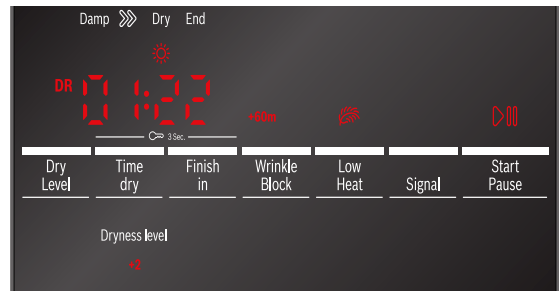 Damp Dry End
DR 01:22
+60m
3 Sec.
Dry Level
Time dry
Finish in
Wrinkle Block
Low Heat
Signal
Start Pause
Dryness level
+2